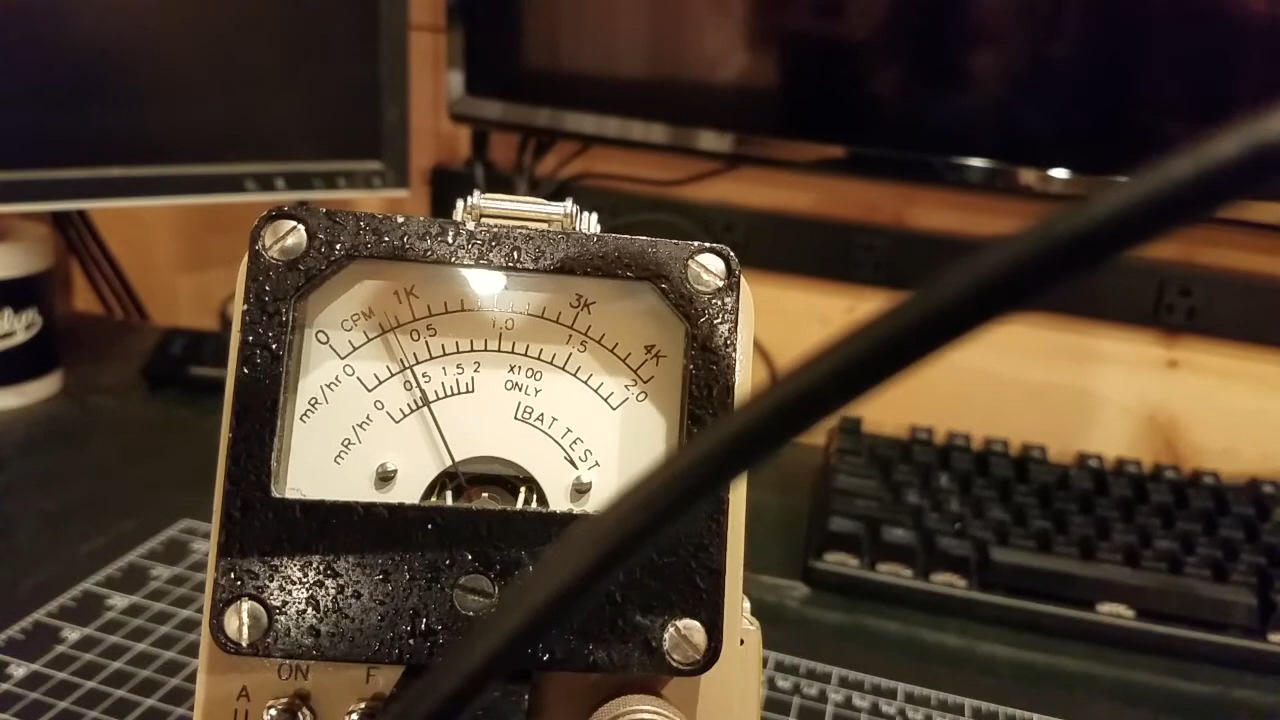 0 CPM 1K 3K 4K
mR/hr 0 0.5 1.0 1.5 2.0
mR/hr 0 0.5 1.5 2 X100
ONLY
BAT TEST
ON F
A
U